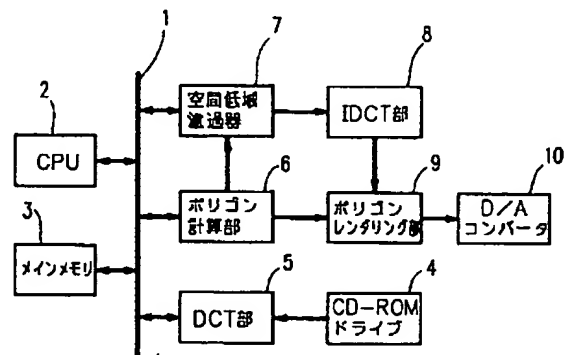 1
7
8
2
空間低域
濾過器
IDCT部
CPU
6
9
10
3
ポリゴン
計算部
ポリゴン
レンダリング部
D/A
コンバータ
メインメモリ
5
4
DCT部
CD-ROM
ドライブ